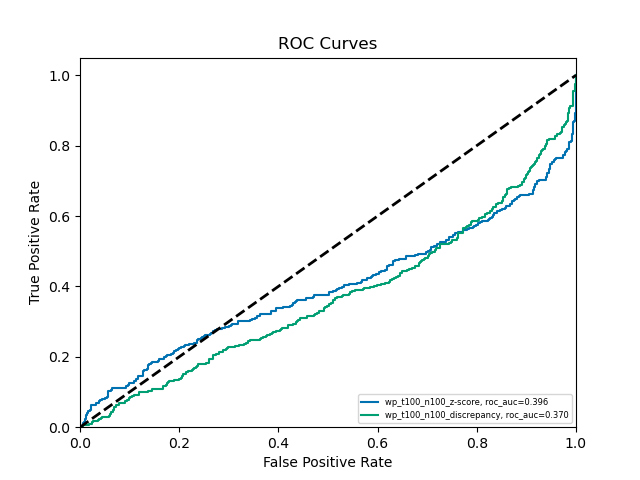 ROC Curves
True Positive Rate
1.0
0.8
0.6
0.4
0.2
0.0
0.0 0.2 0.4 0.6 0.8 1.0
False Positive Rate
wp_t100_n100_z-score, roc_auc=0.396
wp_t100_n100_discrepancy, roc_auc=0.370